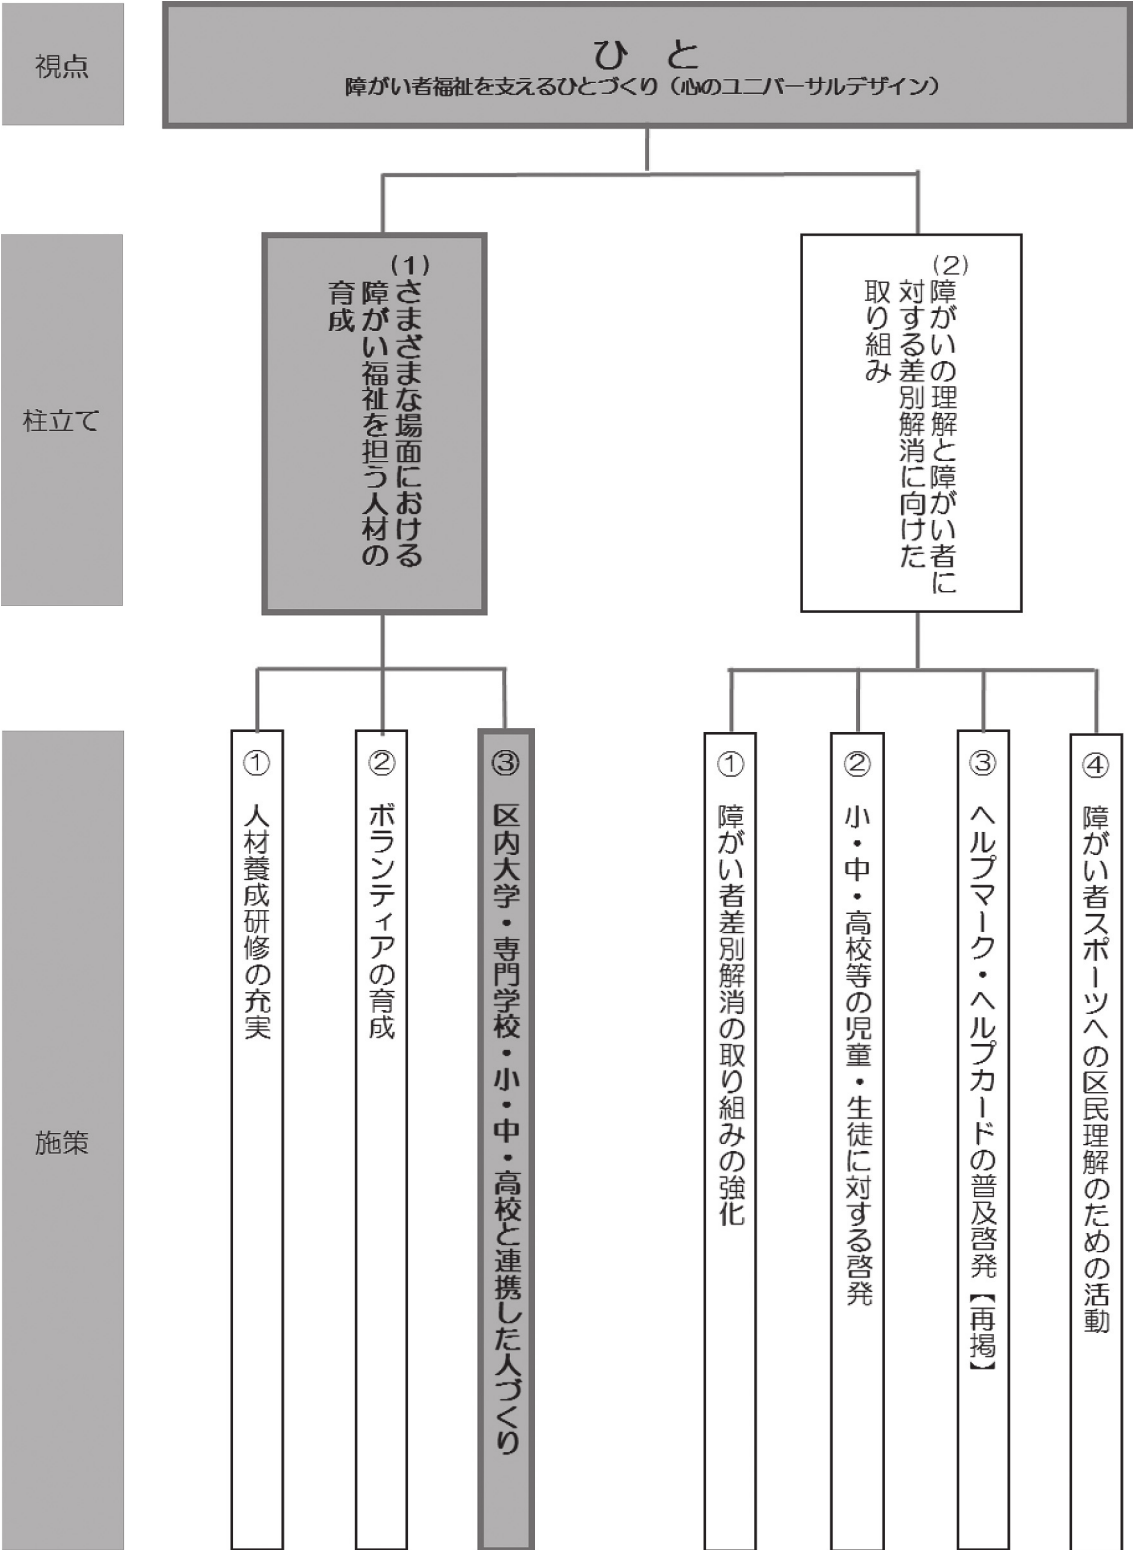 視点
ひと
障がい者福祉を支えるひとづくり（心のユニバーサルデザイン）
柱立て
(1)さまざまな場面における
障がい福祉を担う人材の
育成
(2)障がいの理解と障がい者に
対する差別解消に向けた
取り組み
施策
① 人材養成研修の充実
② ボランティアの育成
③ 区内大学・専門学校・小・中・高校と連携した人づくり
① 障がい者差別解消の取り組みの強化
② 小・中・高校等の児童・生徒に対する啓発
③ ヘルプマーク・ヘルプカードの普及啓発【再掲】
④ 障がい者スポーツへの区民理解のための活動